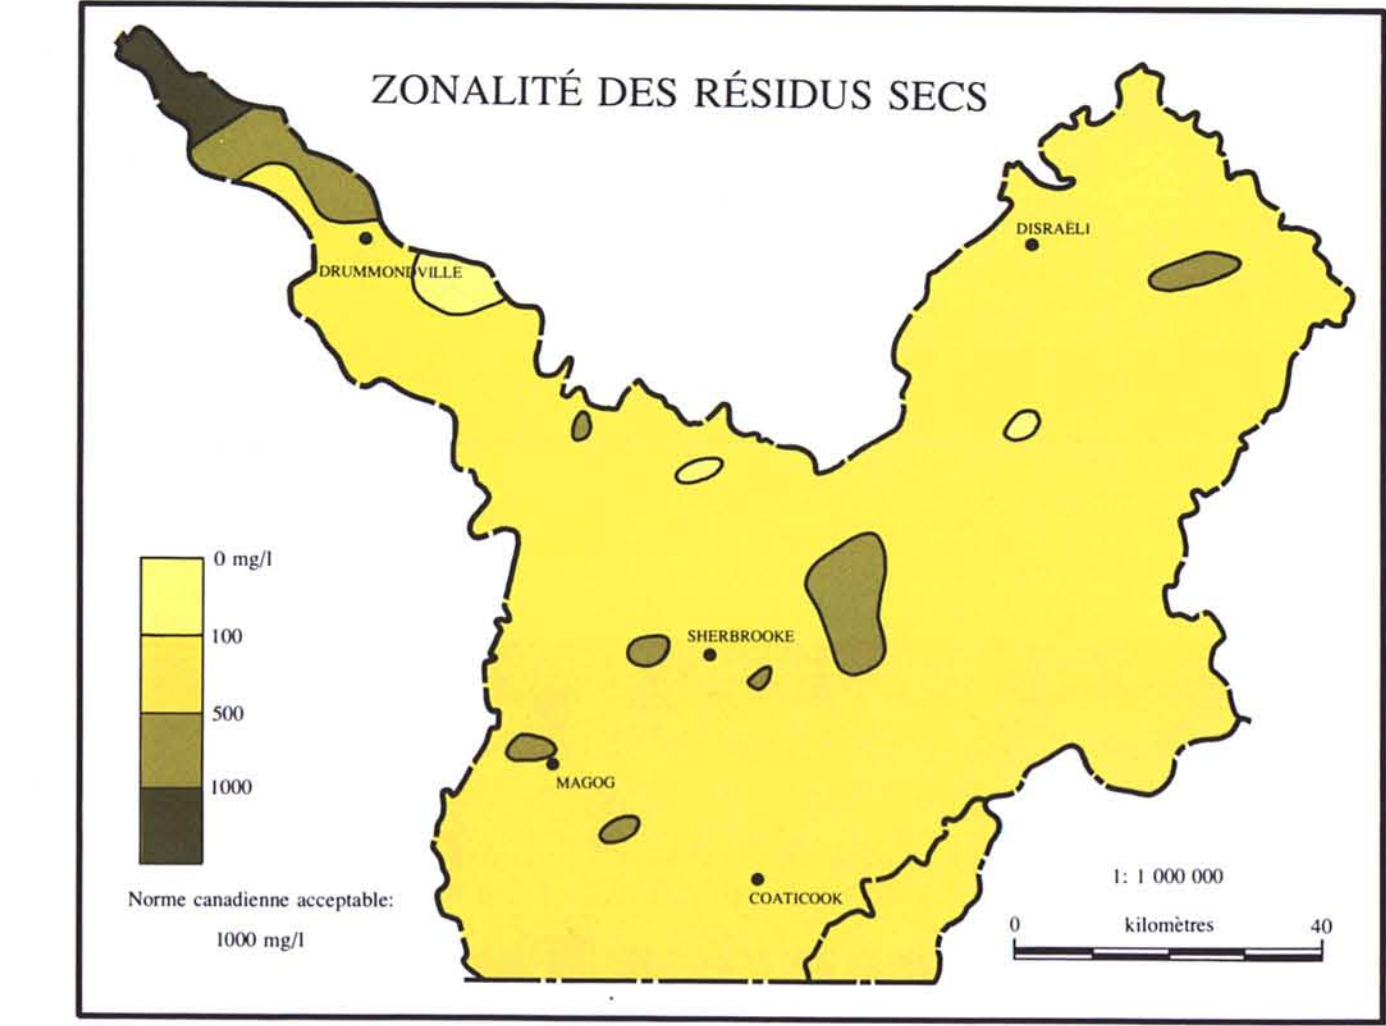 ZONALITÉ DES RÉSIDUS SECS
DISRAËLI
DRUMMONDVILLE
0 mg/l
100
500
1000
SHERBROOKE
MAGOG
COATICOOK
Norme canadienne acceptable:
1000 mg/l
1: 1 000 000
0 kilomètres 40